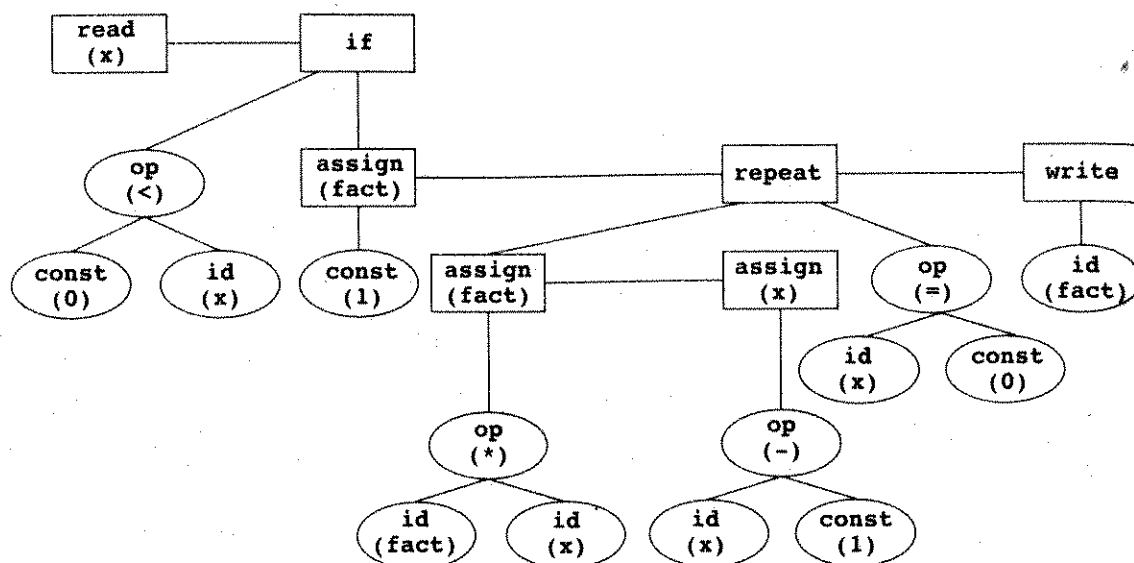 read
(x)
if
op
(<)
assign
(fact)
repeat
write
const
(0)
id
(x)
const
(1)
assign
(fact)
assign
(x)
op
(=)
id
(fact)
id
(x)
const
(0)
op
(*)
op
(-)
id
(fact)
id
(x)
id
(x)
const
(1)